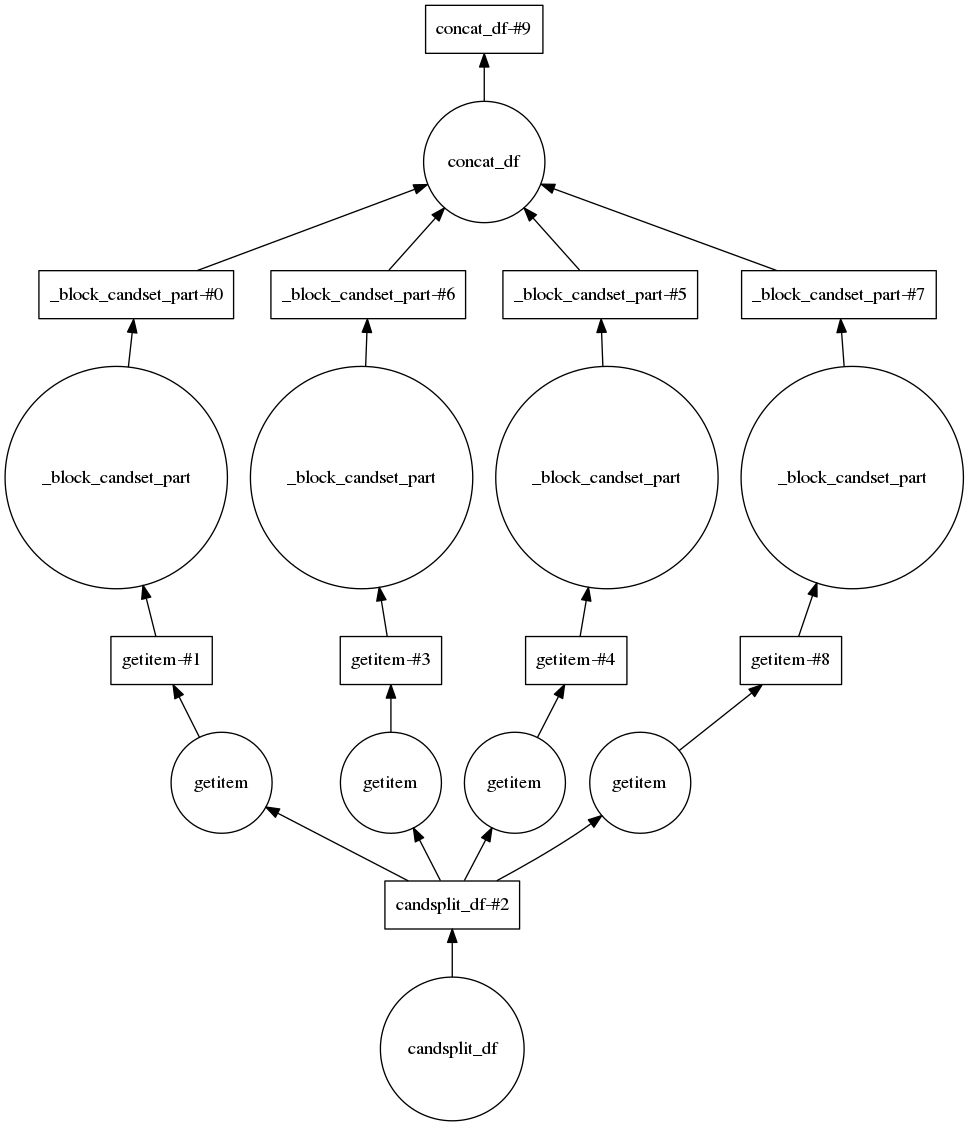 concat_df-#9
concat_df
_block_candset_part-#0
_block_candset_part-#6
_block_candset_part-#5
_block_candset_part-#7
_block_candset_part
_block_candset_part
_block_candset_part
_block_candset_part
getitem-#1
getitem-#3
getitem-#4
getitem-#8
getitem
getitem
getitem
getitem
candsplit_df-#2
candsplit_df